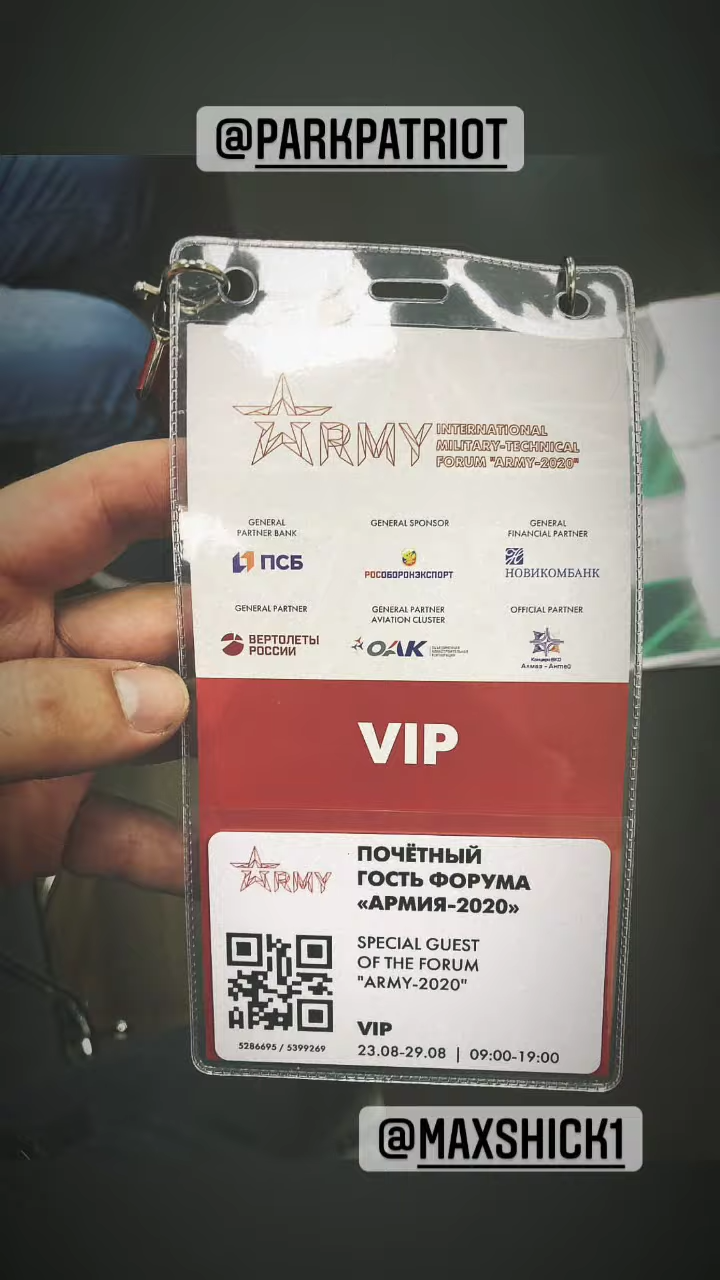 @PARKPATRIOT
ARMY
INTERNATIONAL
MILITARY-TECHNICAL
FORUM "ARMY-2020"
GENERAL
PARTNER BANK
ПСБ
GENERAL SPONSOR
РОСОБОРОНЭКСПОРТ
GENERAL
FINANCIAL PARTNER
НОВИКОМБАНК
GENERAL PARTNER
ВЕРТОЛЕТЫ
РОССИИ
GENERAL PARTNER
AVIATION CLUSTER
ОАК
OFFICIAL PARTNER
Концерн ВКО
Алмаз - Антей
VIP
ARMY
ПОЧЁТНЫЙ
ГОСТЬ ФОРУМА
«АРМИЯ-2020»
SPECIAL GUEST
OF THE FORUM
"ARMY-2020"
VIP
23.08-29.08 | 09:00-19:00
5286695 / 5399269
@MAXSHICK1